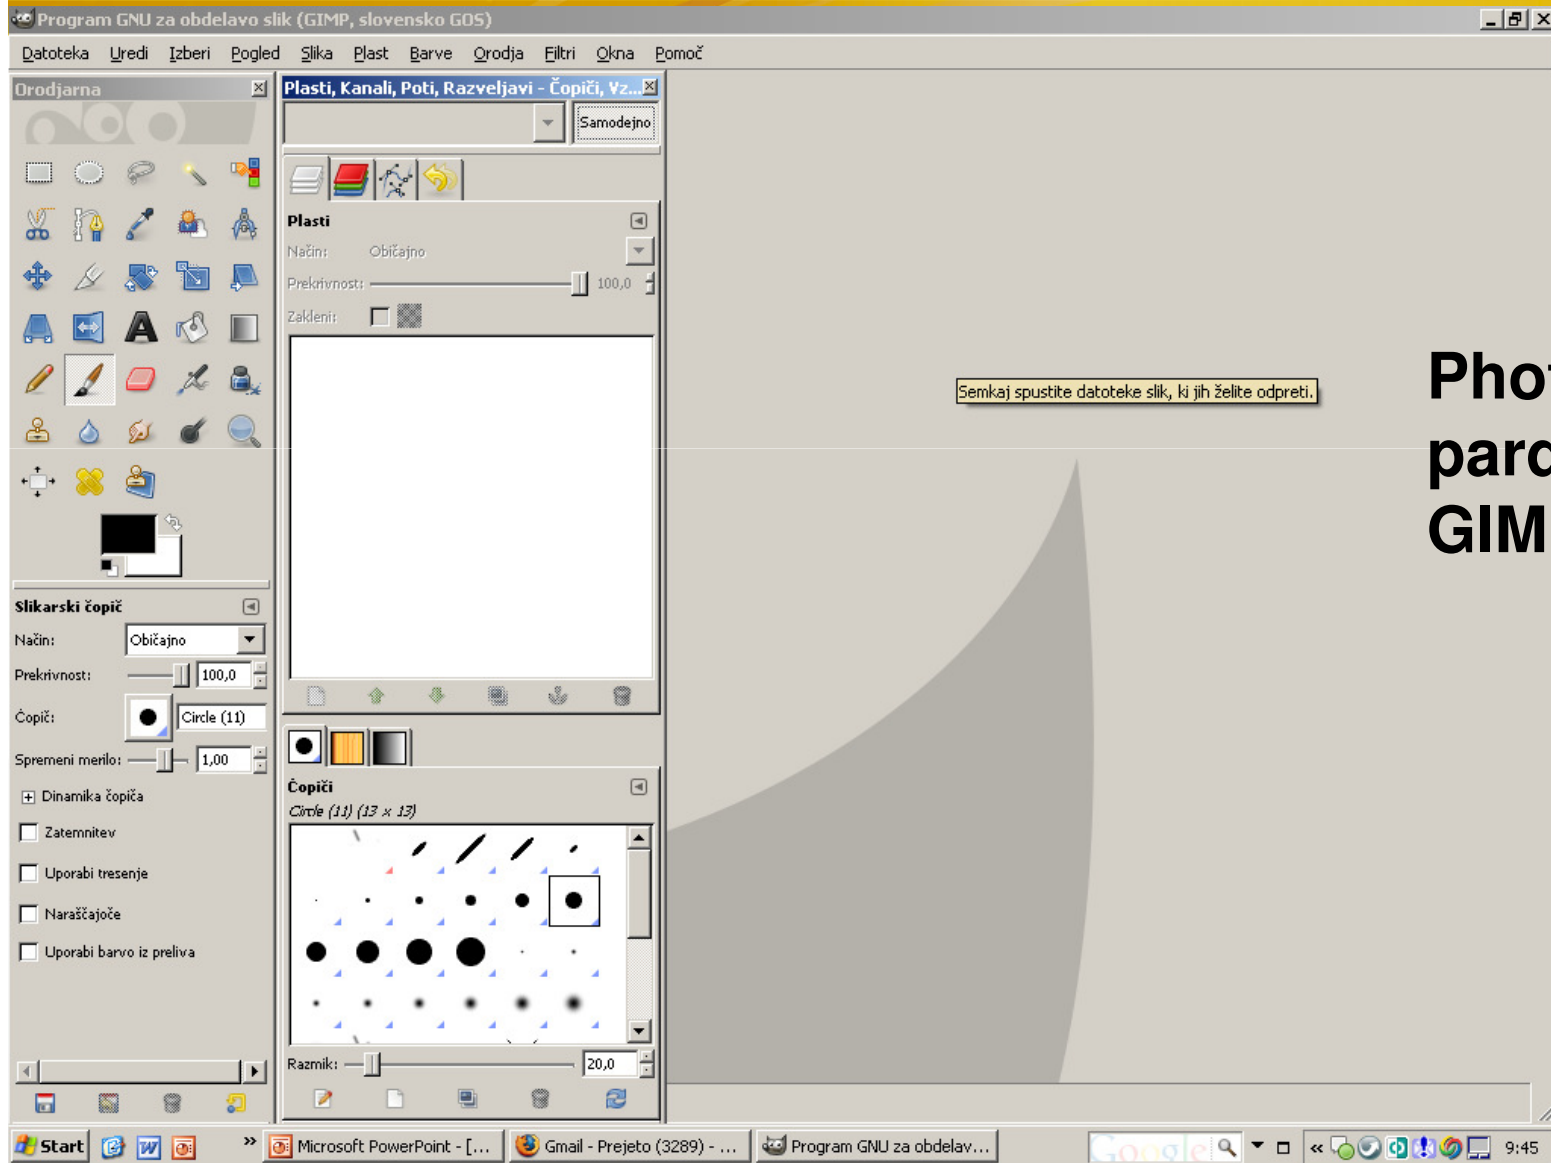 Program GNU za obdelavo slik (GIMP, slovensko GOS)
Datoteka Uredi Izberi Pogled Slika Plast Barve Orodja Filtri Okna Pomoč
Orodjarna
Plasti, Kanali, Poti, Razveljavi - Čopiči, Vz...
Samodejno
Plasti
Način: Običajno
Prekrivnost: 100,0
Zakleni:
Semkaj spustite datoteke slik, ki jih želite odpreti.
Slikarski čopič
Način: Običajno
Prekrivnost: 100,0
Čopič: Circle (11)
Spremeni merilo: 1,00
Dinamika čopiča
Zatemnitev
Uporabi tresenje
Naraščajoče
Uporabi barvo iz preliva
Čopiči
Circle (11) (13 x 13)
Razmik: 20,0
GIM
Start » Microsoft PowerPoint - [... Gmail - Prejeto (3289) - ... Program GNU za obdelav... Google « 9:45